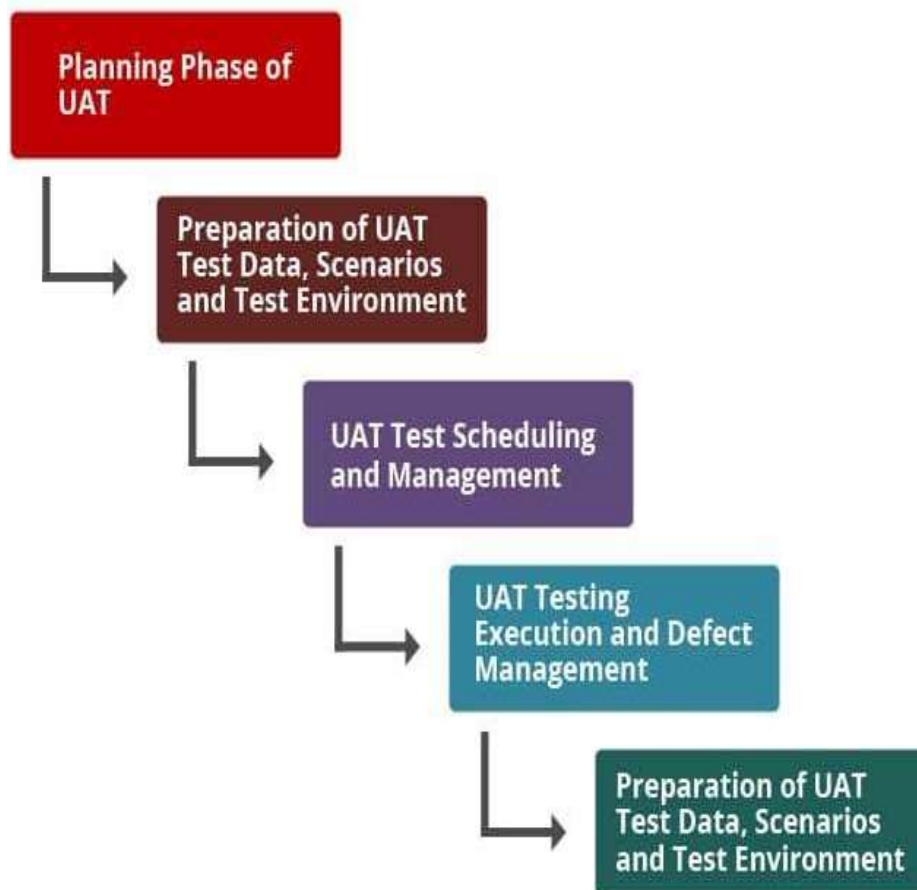 Planning Phase of
UAT
Preparation of UAT
Test Data, Scenarios
and Test Environment
UAT Test Scheduling
and Management
UAT Testing
Execution and Defect
Management
Preparation of UAT
Test Data, Scenarios
and Test Environment